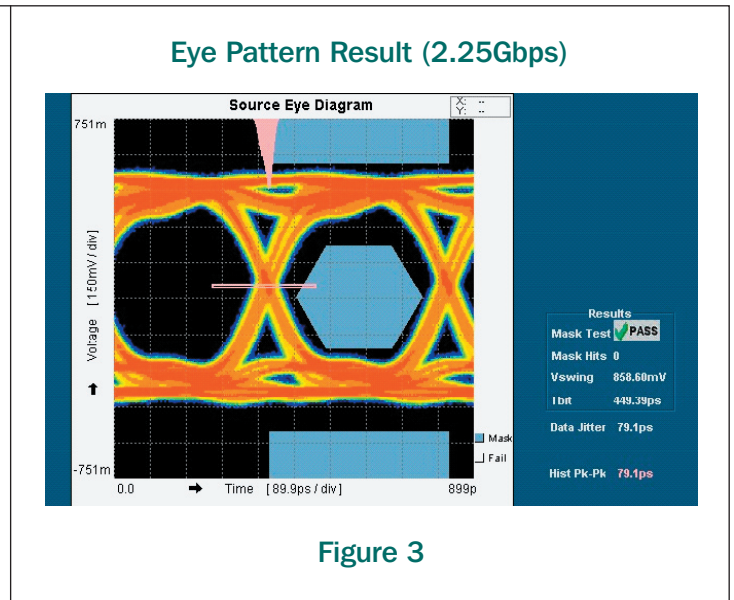 Eye Pattern Result (2.25Gbps)
Source Eye Diagram
X: --
Y: --
751m
Voltage [150mV / div]
-751m
0.0
Time [89.9ps / div]
899p
Mask
Fail
Results
Mask Test PASS
Mask Hits 0
Vswing 858.60mV
Tbit 449.39ps
Data Jitter 79.1ps
Hist Pk-Pk 79.1ps
Figure 3